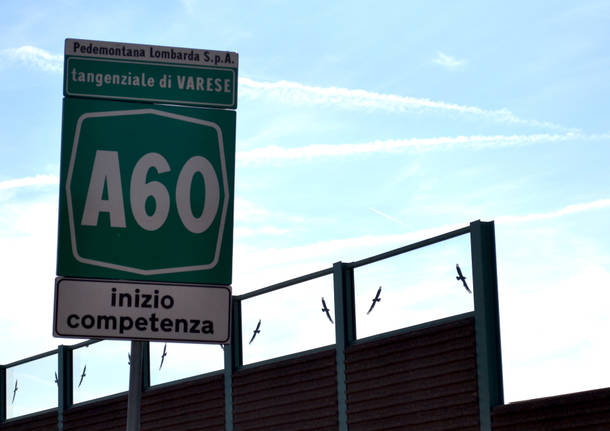 Pedemontana Lombarda S.p.A.
tangenziale di VARESE
A60
inizio
competenza